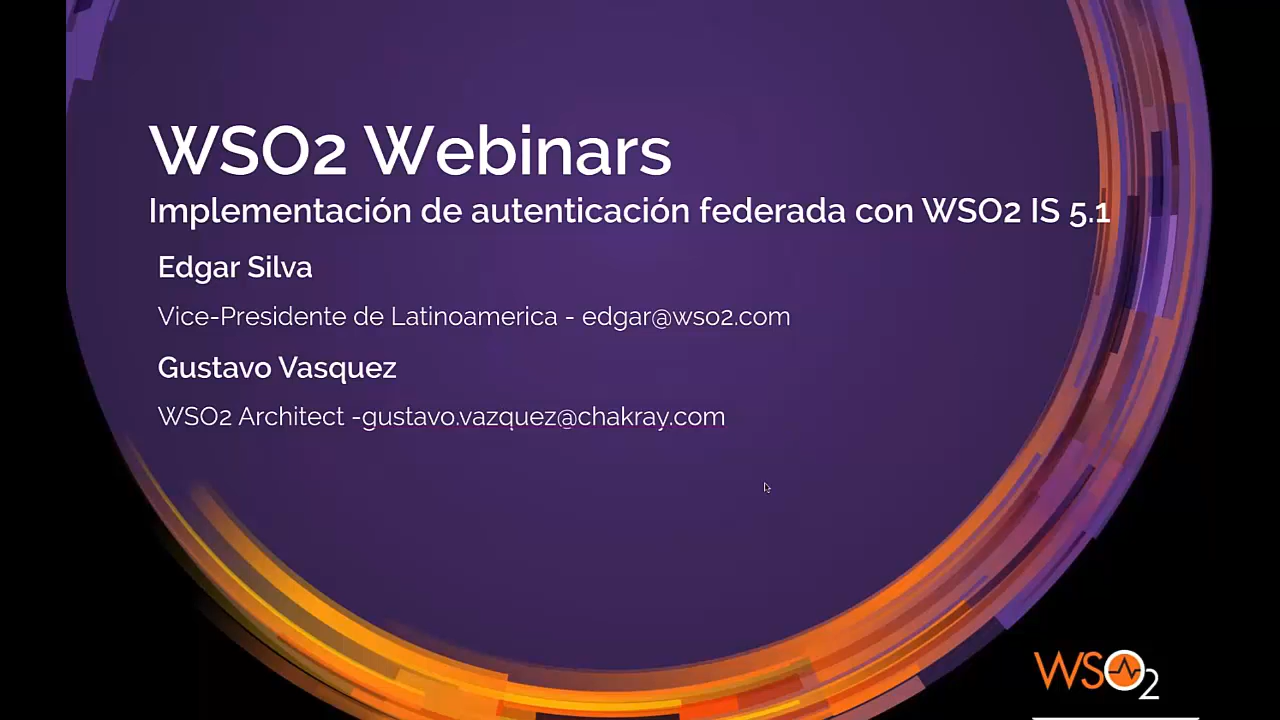 WSO2 Webinars
Implementación de autenticación federada con WSO2 IS 5.1
Edgar Silva
Vice-Presidente de Latinoamerica - edgar@wso2.com
Gustavo Vasquez
WSO2 Architect -gustavo.vazquez@chakray.com
WSO2